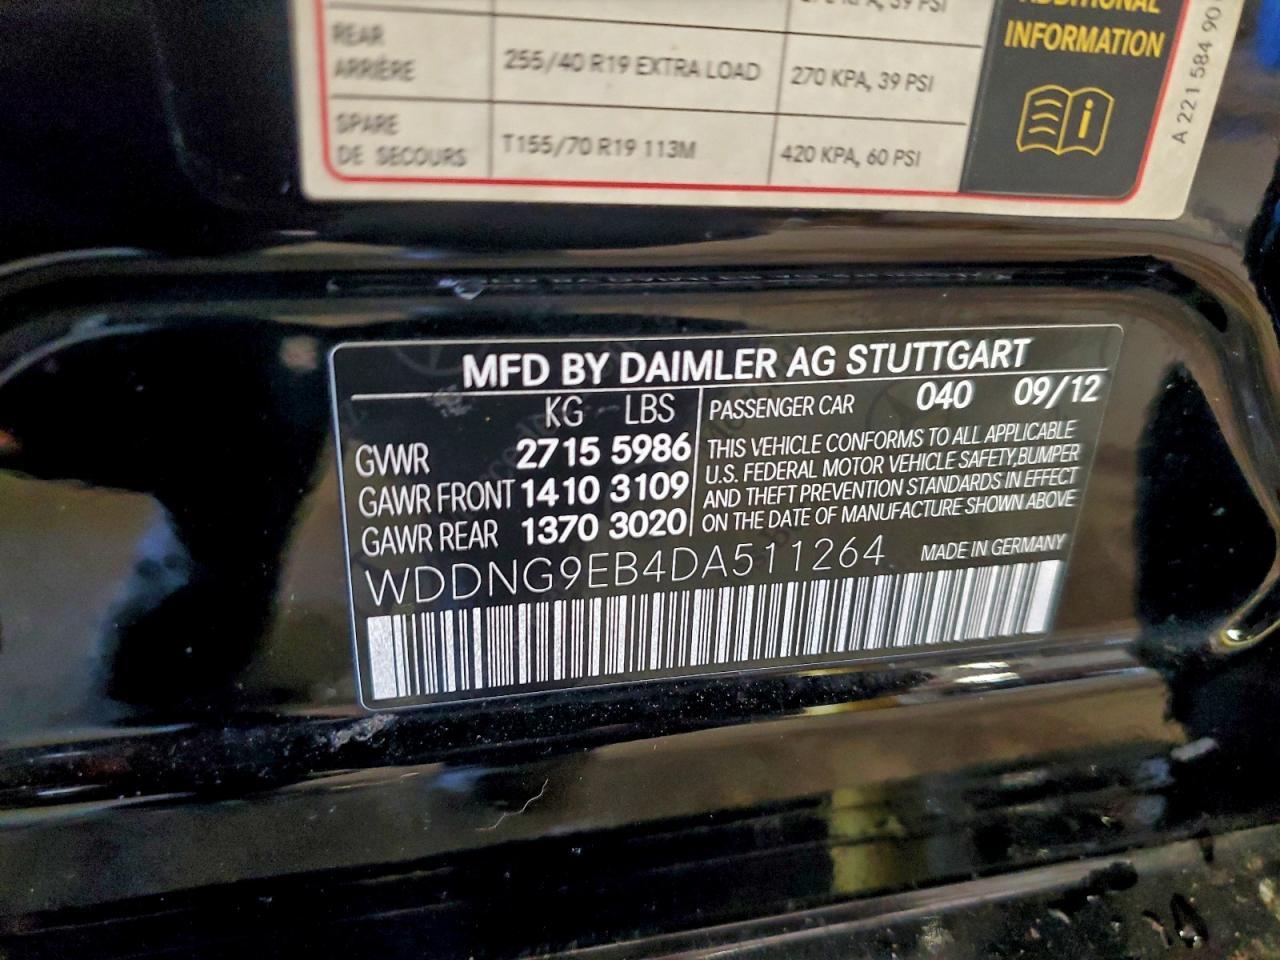 ADDITIONAL
INFORMATION
REAR
ARRIÈRE
255/40 R19 EXTRA LOAD
270 KPA, 39 PSI
SPARE
DE SECOURS
T155/70 R19 113M
420 KPA, 60 PSI
A 221 584 90
MFD BY DAIMLER AG STUTTGART
KG LBS
GVWR 2715 5986
GAWR FRONT 1410 3109
GAWR REAR 1370 3020
PASSENGER CAR 040 09/12
THIS VEHICLE CONFORMS TO ALL APPLICABLE
U.S. FEDERAL MOTOR VEHICLE SAFETY,BUMPER
AND THEFT PREVENTION STANDARDS IN EFFECT
ON THE DATE OF MANUFACTURE SHOWN ABOVE
WDDNG9EB4DA511264
MADE IN GERMANY